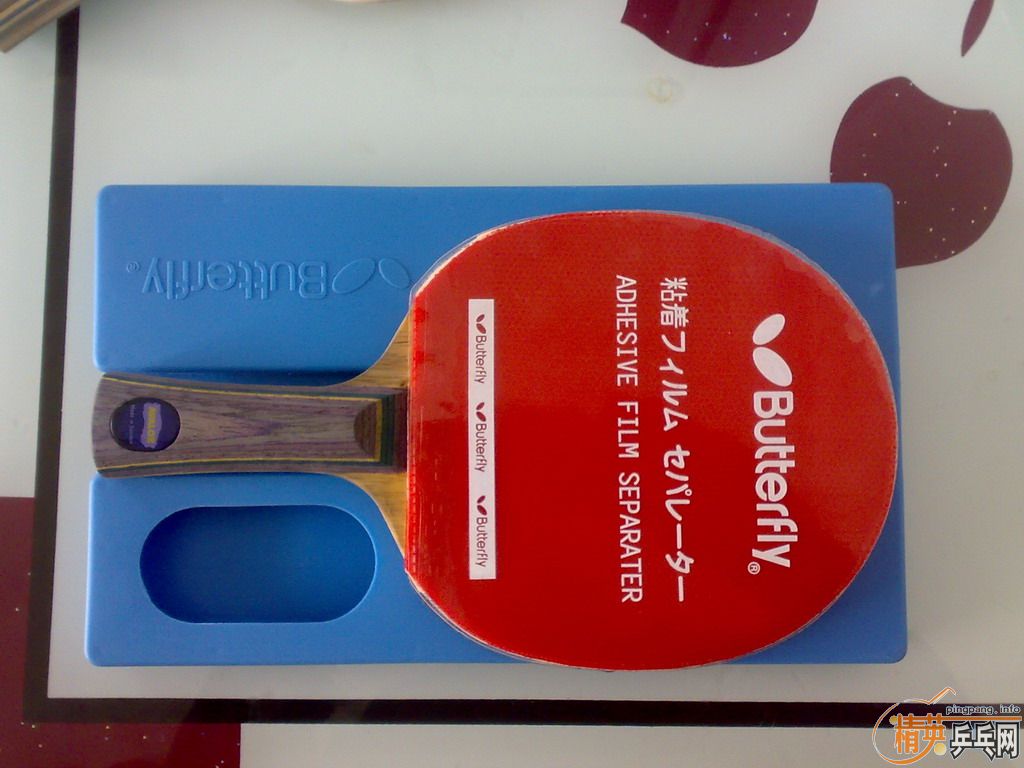 Butterfly®
Butterfly®
粘着フィルム セパレーター
ADHESIVE FILM SEPARATER
Butterfly
Butterfly
Butterfly
pingpang.info
精英乒乓网